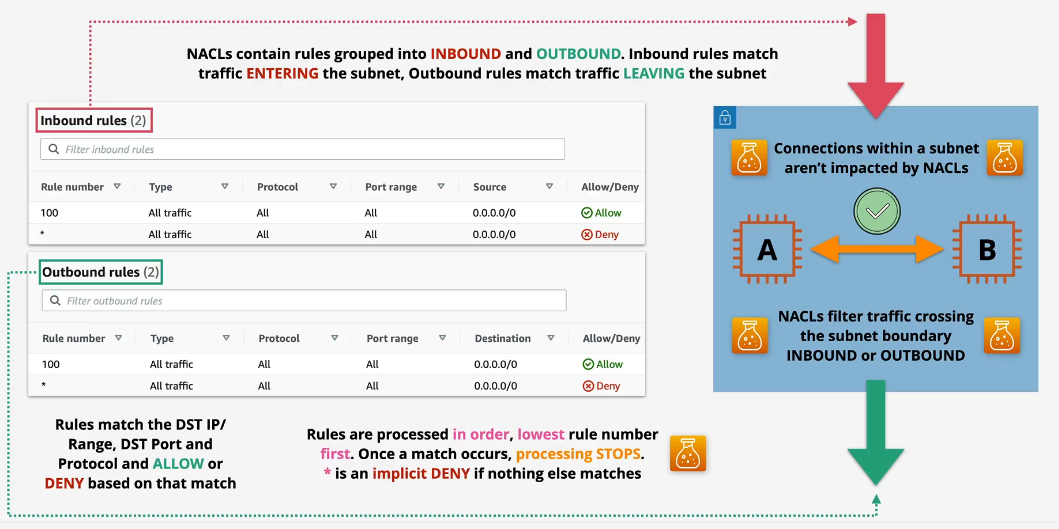 NACLs contain rules grouped into INBOUND and OUTBOUND. Inbound rules match
traffic ENTERING the subnet, Outbound rules match traffic LEAVING the subnet
Inbound rules (2)
Filter inbound rules
Rule number Type Protocol Port range Source Allow/Deny
100 All traffic All All 0.0.0.0/0 Allow
* All traffic All All 0.0.0.0/0 Deny
Outbound rules (2)
Filter outbound rules
Rule number Type Protocol Port range Destination Allow/Deny
100 All traffic All All 0.0.0.0/0 Allow
* All traffic All All 0.0.0.0/0 Deny
Rules match the DST IP/
Range, DST Port and
Protocol and ALLOW or
DENY based on that match
Rules are processed in order, lowest rule number
first. Once a match occurs, processing STOPS.
* is an implicit DENY if nothing else matches
Connections within a subnet
aren't impacted by NACLs
A B
NACLs filter traffic crossing
the subnet boundary
INBOUND or OUTBOUND